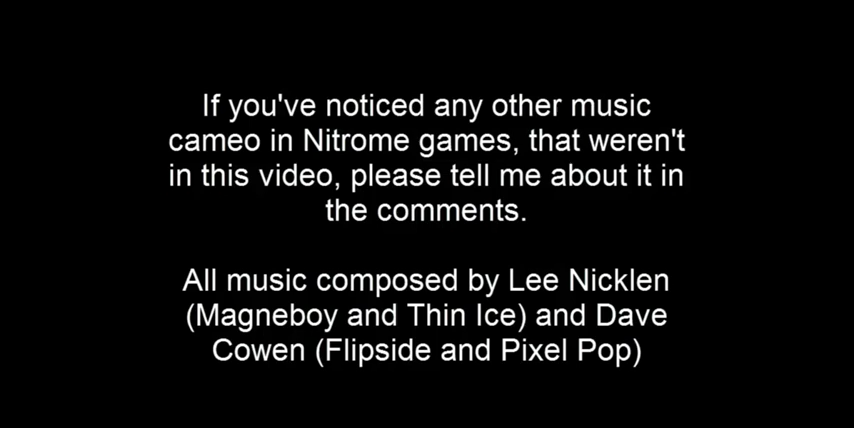 If you've noticed any other music
cameo in Nitrome games, that weren't
in this video, please tell me about it in
the comments.
All music composed by Lee Nicklen
(Magneboy and Thin Ice) and Dave
Cowen (Flipside and Pixel Pop)